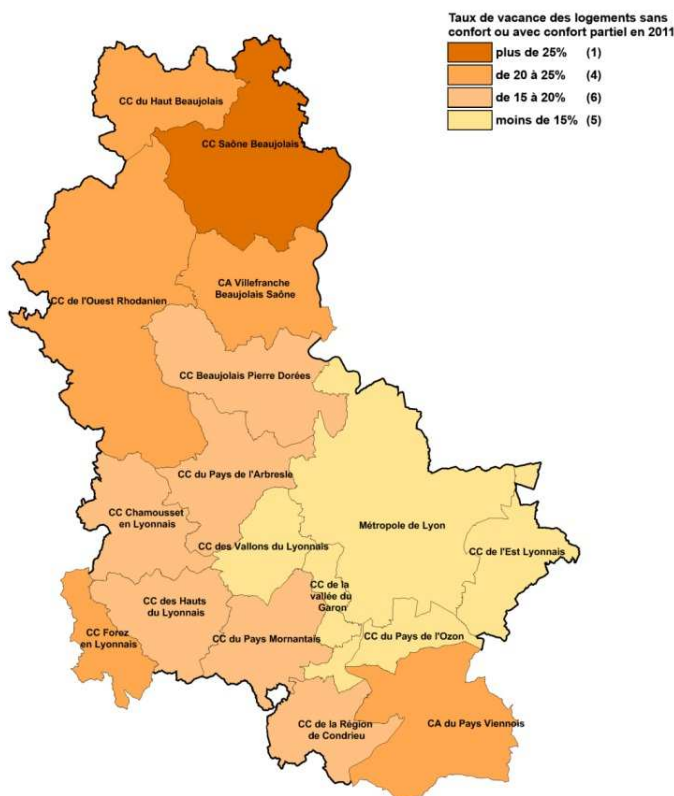 Taux de vacance des logements sans
confort ou avec confort partiel en 2011
plus de 25% (1)
de 20 à 25% (4)
de 15 à 20% (6)
moins de 15% (5)
CC du Haut Beaujolais
CC Saône Beaujolais
CA Villefranche
Beaujolais Saône
CC de l'Ouest Rhodanien
CC Beaujolais Pierre Dorées
CC du Pays de l'Arbresle
CC Chamousset
en Lyonnais
Métropole de Lyon
CC des Vallons du Lyonnais
CC de l'Est Lyonnais
CC de la
vallée du
Garon
CC des Hauts
du Lyonnais
CC Forez
en Lyonnais
CC du Pays Mornantais
CC du Pays de l'Ozon
CC de la Région
de Condrieu
CA du Pays Viennois